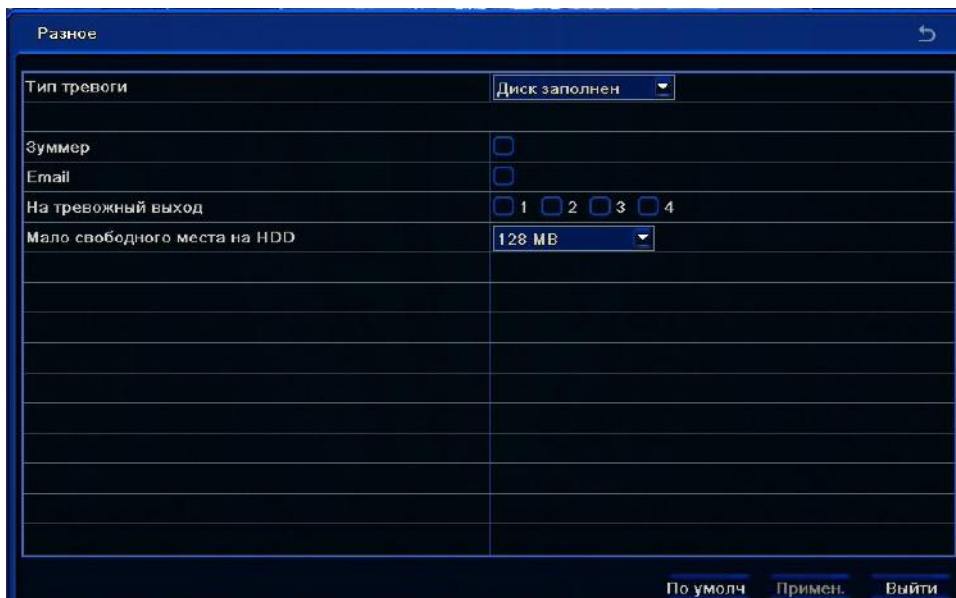 Разное
Тип тревоги Диск заполнен
Зуммер
Email
На тревожный выход 1 2 3 4
Мало свободного места на HDD 128 MB
По умолч Примен. Выйти